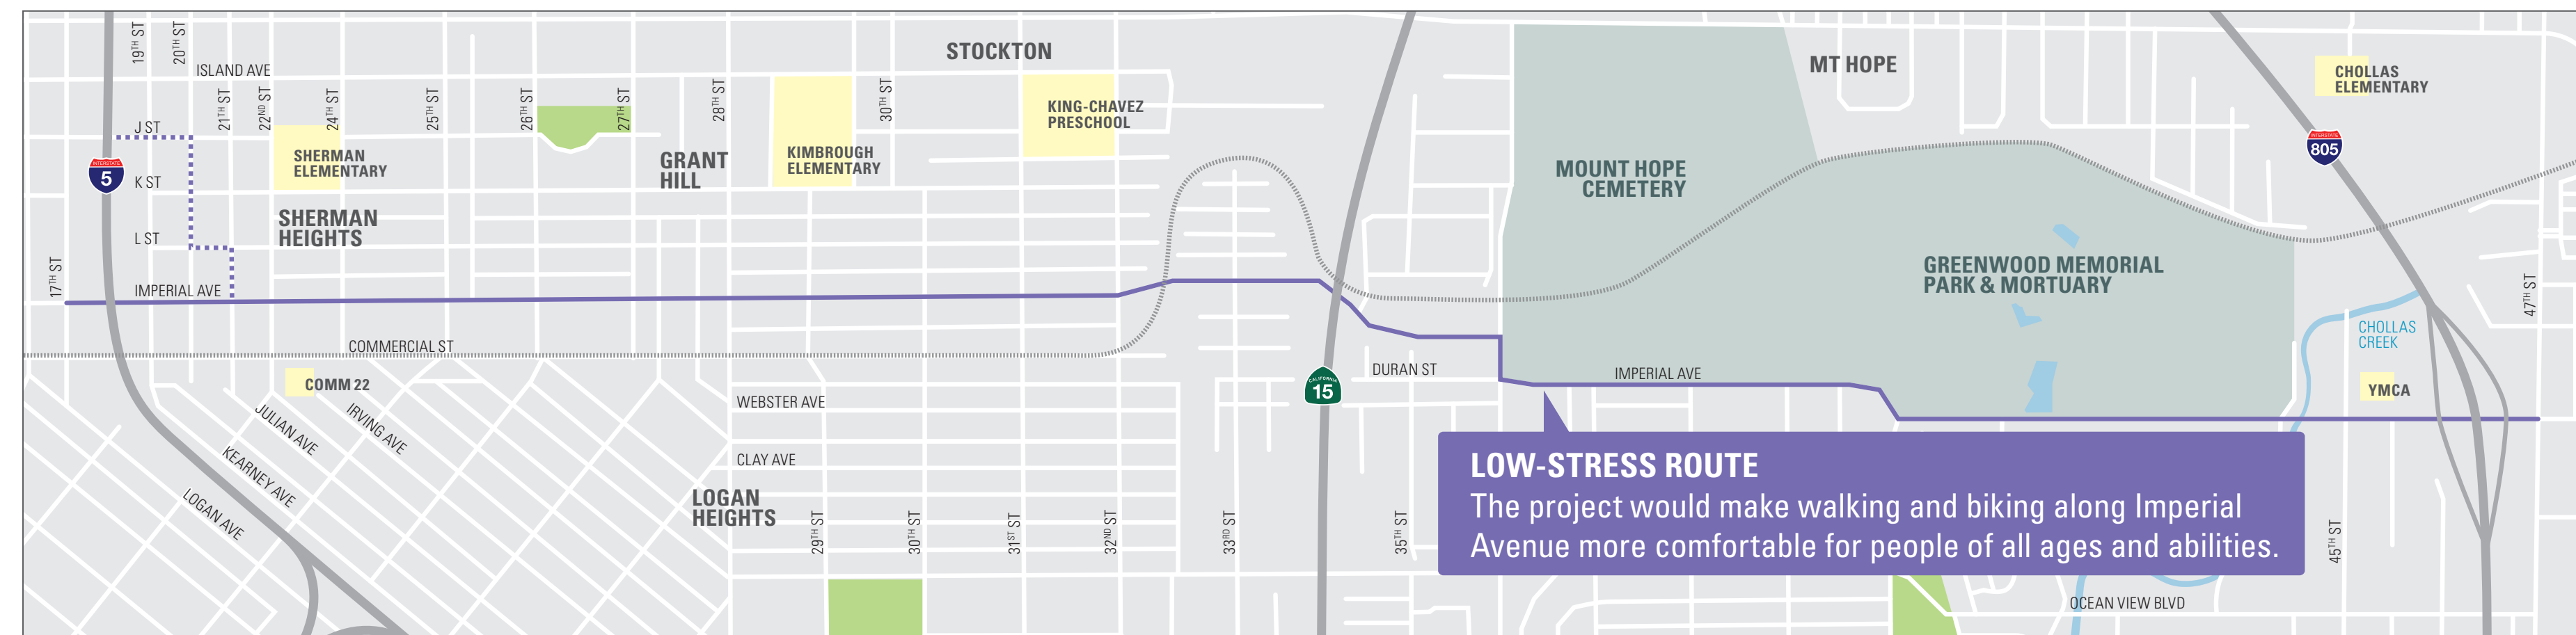 19TH ST
20TH ST
ISLAND AVE
21TH ST
22ND ST
24TH ST
25TH ST
26TH ST
27TH ST
28TH ST
30TH ST
STOCKTON
KING-CHAVEZ
PRESCHOOL
MT HOPE
CHOLLAS
ELEMENTARY
J ST
SHERMAN
ELEMENTARY
GRANT
HILL
KIMBROUGH
ELEMENTARY
MOUNT HOPE
CEMETERY
INTERSTATE
805
INTERSTATE
5
K ST
SHERMAN
HEIGHTS
L ST
17TH ST
IMPERIAL AVE
GREENWOOD MEMORIAL
PARK & MORTUARY
47TH ST
CHOLLAS
CREEK
COMMERCIAL ST
COMM 22
CALIFORNIA
15
DURAN ST
IMPERIAL AVE
YMCA
WEBSTER AVE
JULIAN AVE
IRVING AVE
KEARNEY AVE
LOGAN AVE
CLAY AVE
LOGAN
HEIGHTS
29TH ST
30TH ST
31ST ST
32ND ST
33RD ST
35TH ST
LOW-STRESS ROUTE
The project would make walking and biking along Imperial
Avenue more comfortable for people of all ages and abilities.
45TH ST
OCEAN VIEW BLVD